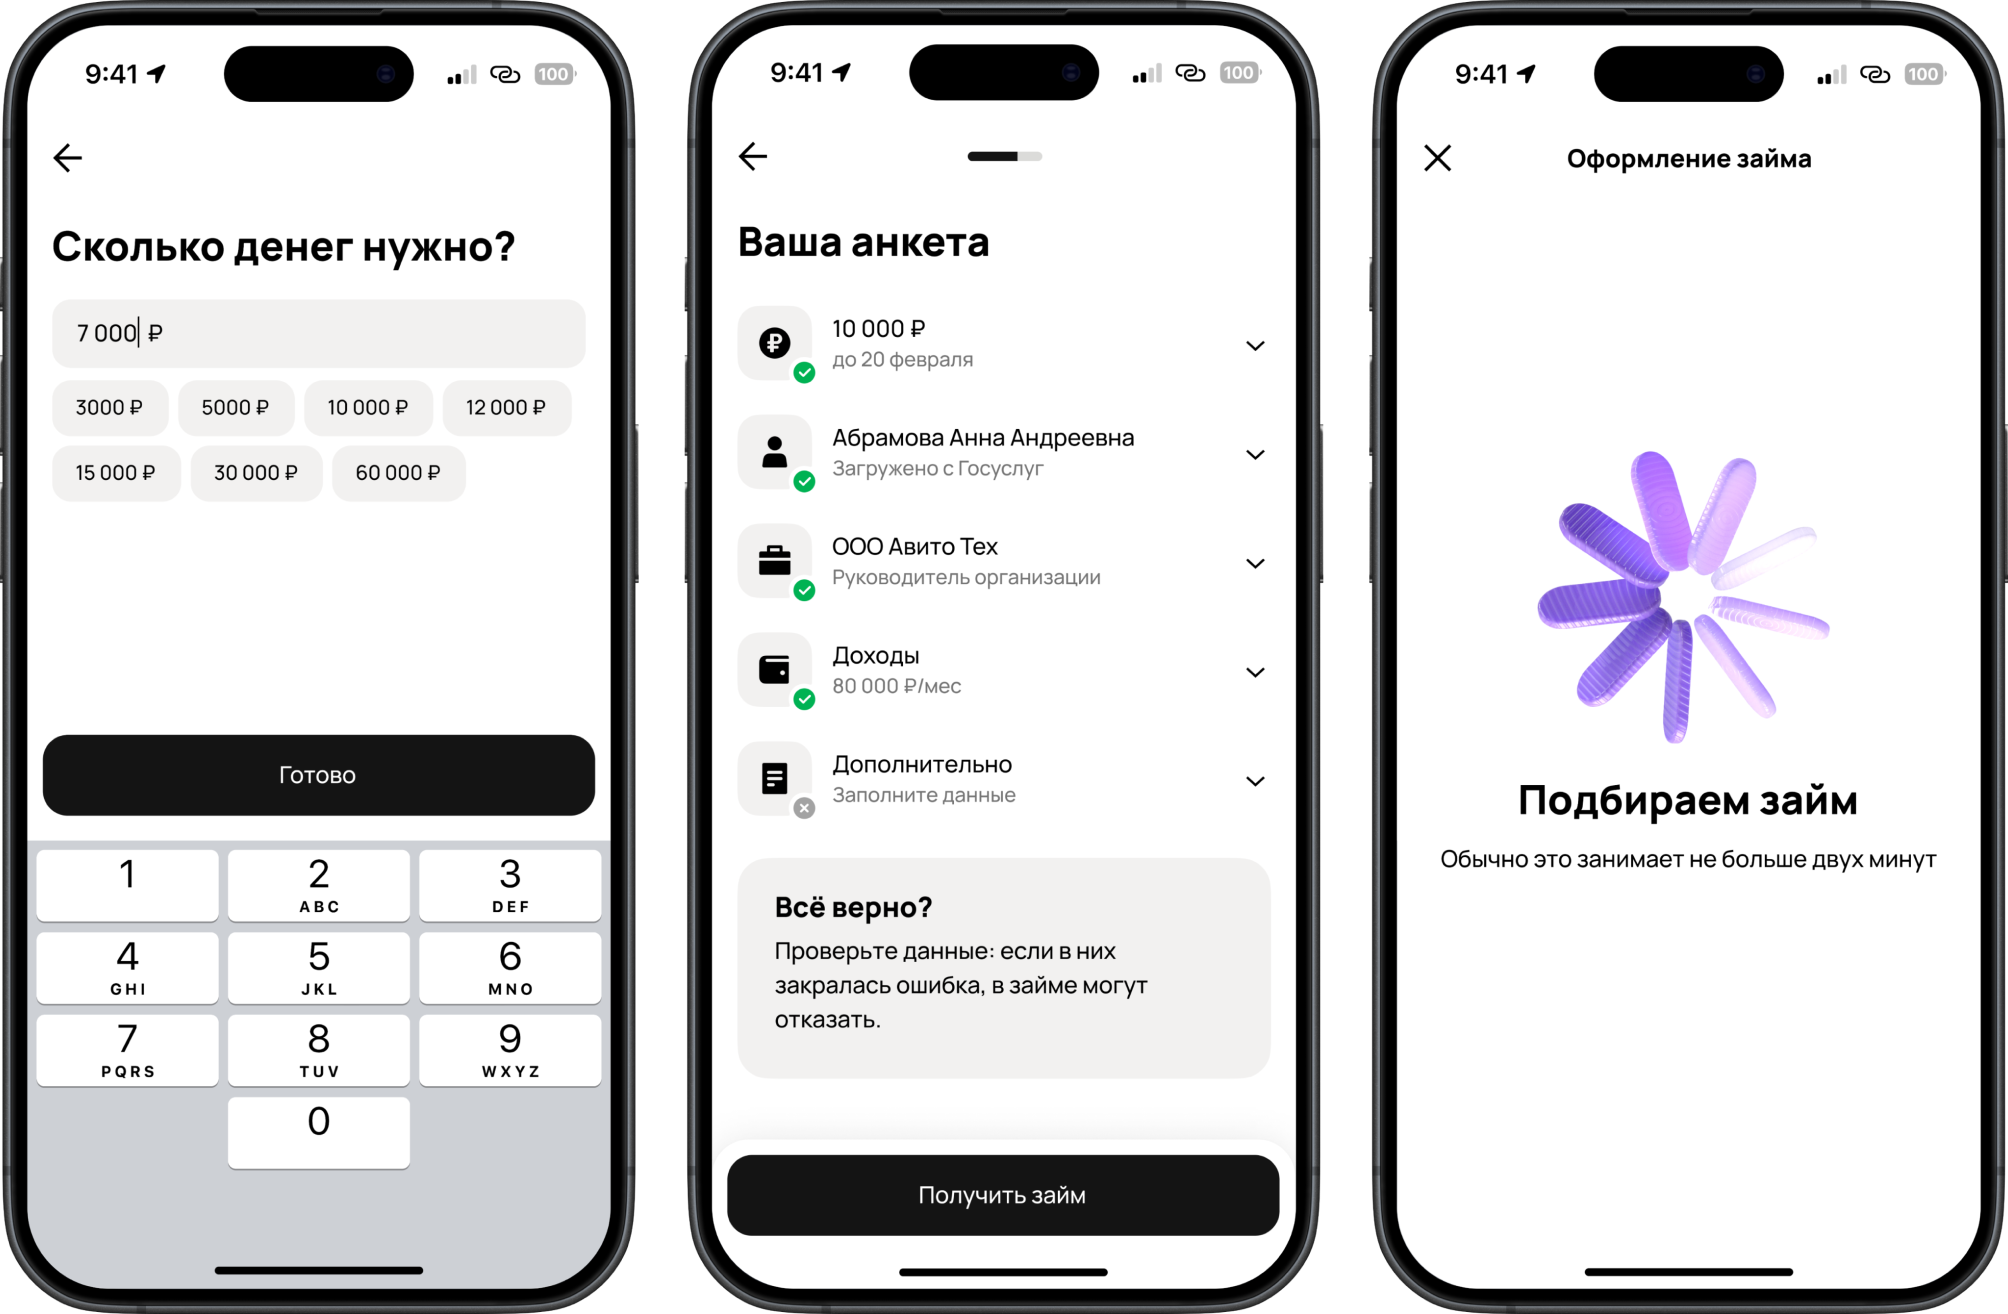 9:41
100
Сколько денег нужно?
7 000 ₽
3000 ₽
5000 ₽
10 000 ₽
12 000 ₽
15 000 ₽
30 000 ₽
60 000 ₽
Готово
1
2
ABC
3
DEF
4
GHI
5
JKL
6
MNO
7
PQRS
8
TUV
9
WXYZ
0
9:41
100
Ваша анкета
10 000 ₽
до 20 февраля
Абрамова Анна Андреевна
Загружено с Госуслуг
ООО Авито Тех
Руководитель организации
Доходы
80 000 ₽/мес
Дополнительно
Заполните данные
Всё верно?
Проверьте данные: если в них
закралась ошибка, в займе могут
отказать.
Получить займ
9:41
100
Оформление займа
Подбираем займ
Обычно это занимает не больше двух минут